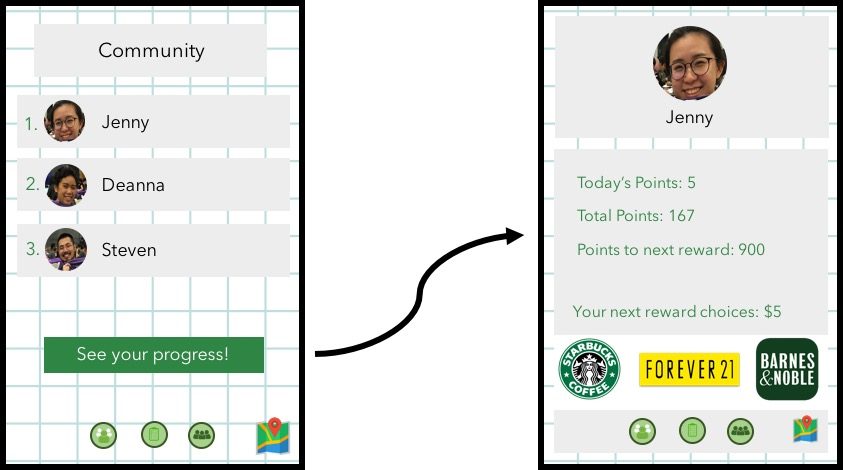 Community
1.
Jenny
2.
Deanna
3.
Steven
See your progress!
Jenny
Today’s Points: 5
Total Points: 167
Points to next reward: 900
Your next reward choices: $5
STARBUCKS
COFFEE
FOREVER 21
BARNES
&NOBLE